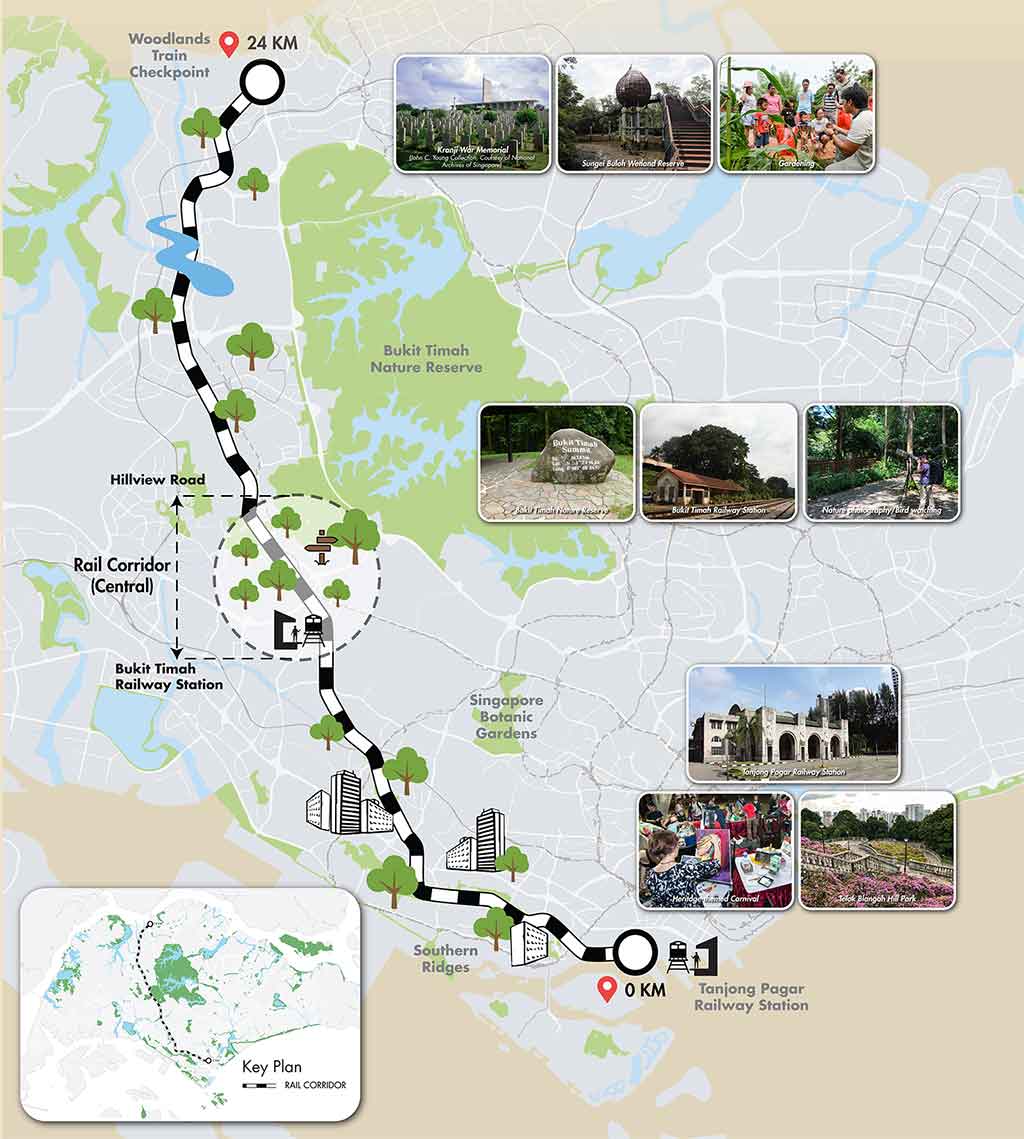 Woodlands
Train
Checkpoint
24 KM
Kranji War Memorial
(John C. Young Collection, Courtesy of National
Archives of Singapore)
Sungei Buloh Wetland Reserve
Gardening
Bukit Timah
Nature Reserve
Bukit Timah
Summit
Bukit Timah Nature Reserve
Bukit Timah Railway Station
Nature photography/Bird watching
Hillview Road
Rail Corridor
(Central)
Bukit Timah
Railway Station
Singapore
Botanic
Gardens
Tanjong Pagar Railway Station
Heritage themed Carnival
Telok Blangah Hill Park
Southern
Ridges
0 KM
Tanjong Pagar
Railway Station
Key Plan
RAIL CORRIDOR